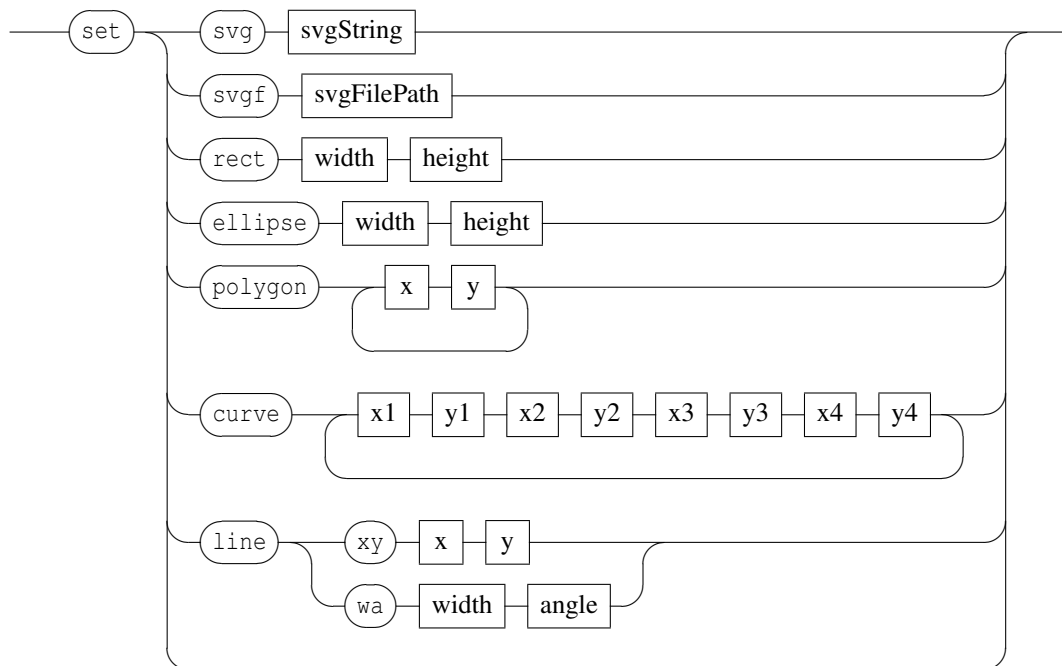 set svg svgString
svgf svgFilePath
rect width height
ellipse width height
polygon x y
curve x1 y1 x2 y2 x3 y3 x4 y4
line xy x y
wa width angle